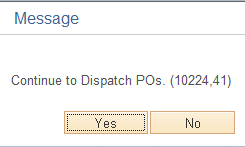 Message
Continue to Dispatch POs. (10224,41)
Yes No